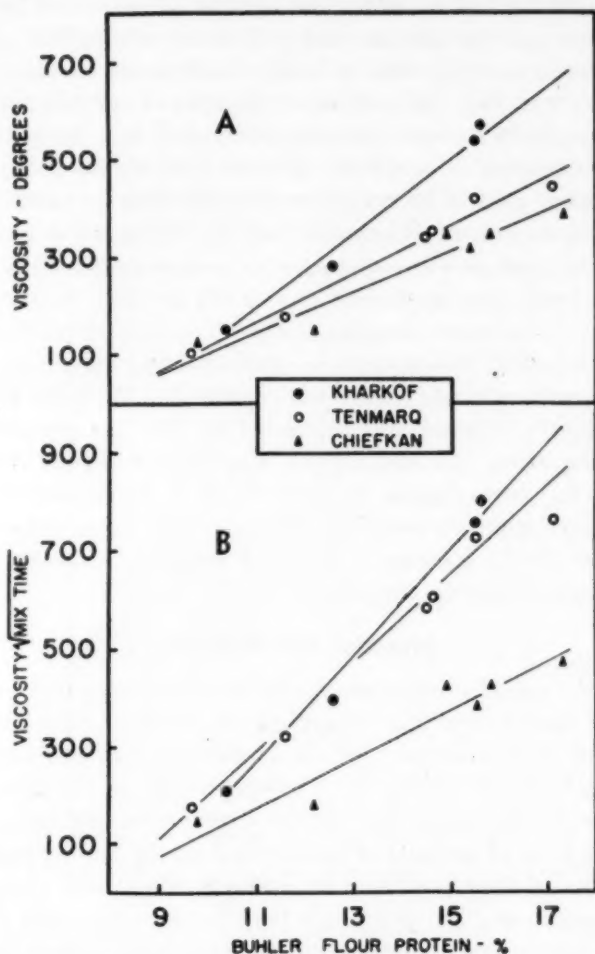 700
500
300
100
VISCOSITY - DEGREES
A
KHARKOF
TENMARQ
CHIEFKAN
900
700
500
300
100
VISCOSITY·√MIX TIME
B
9 11 13 15 17
BUHLER FLOUR PROTEIN - %